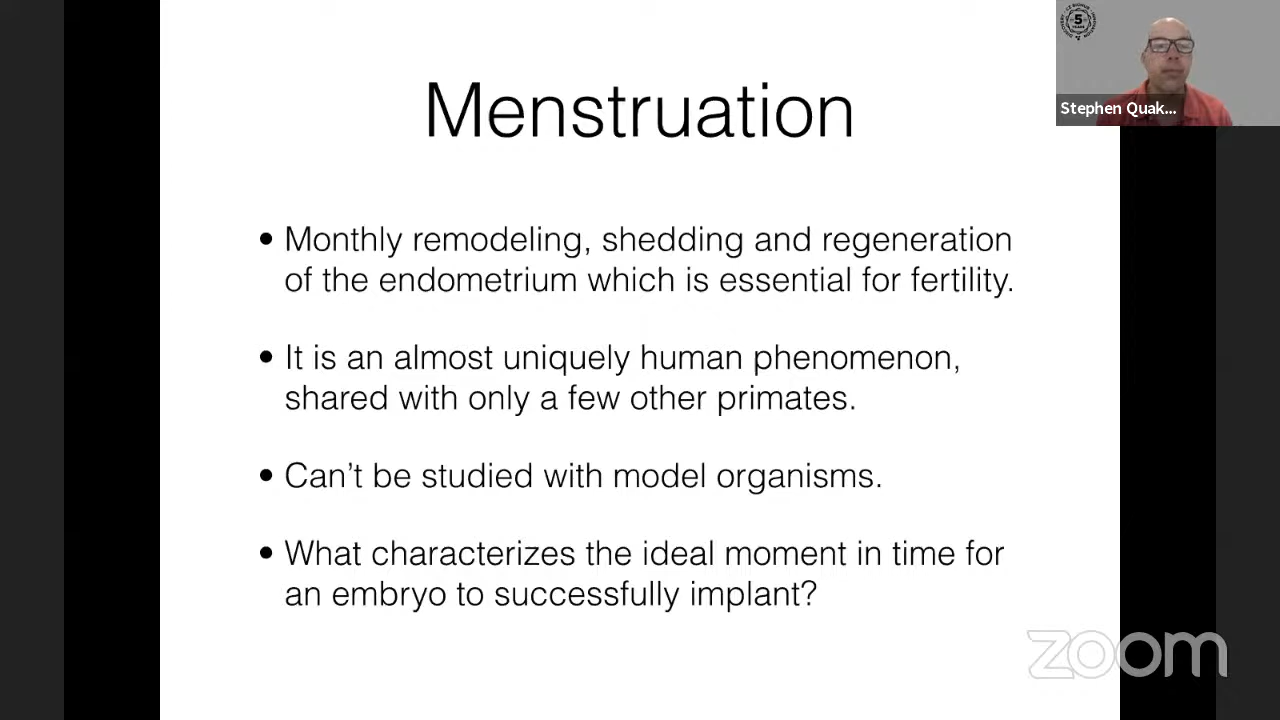 Menstruation
• Monthly remodeling, shedding and regeneration
of the endometrium which is essential for fertility.
• It is an almost uniquely human phenomenon,
shared with only a few other primates.
• Can’t be studied with model organisms.
• What characterizes the ideal moment in time for
an embryo to successfully implant?
5
YEARS
Stephen Quak...
zoom